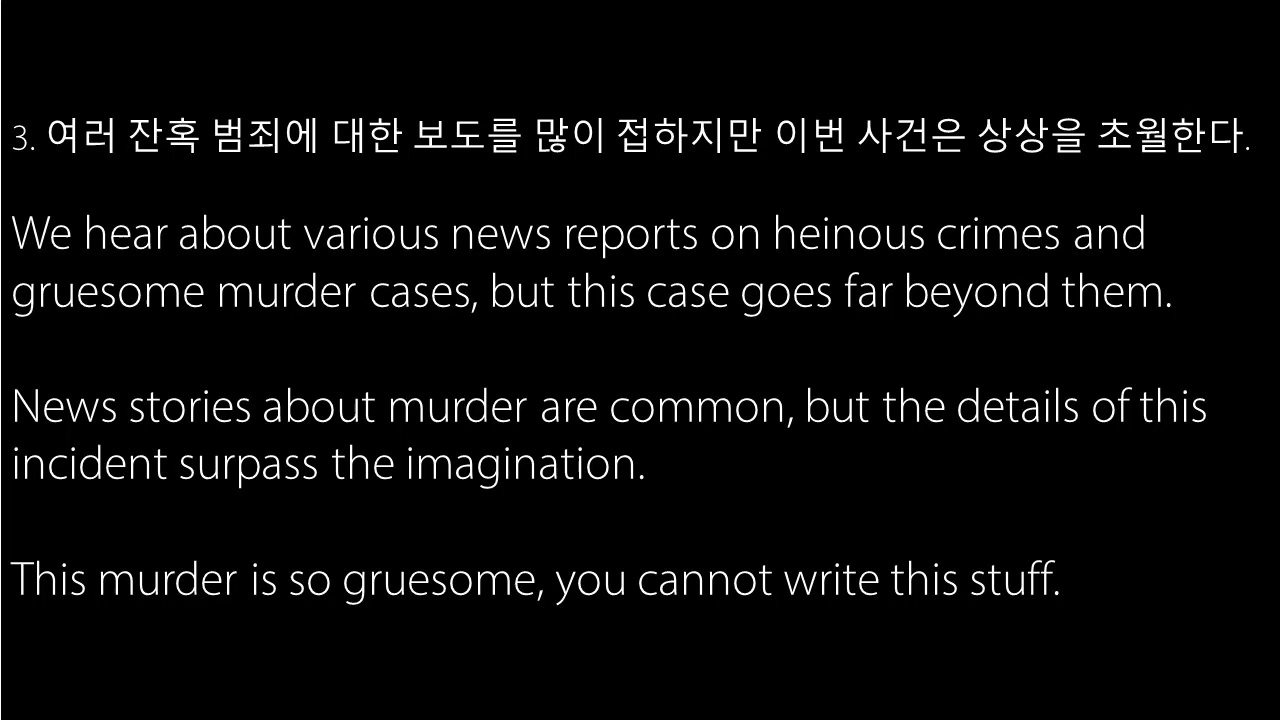 3. 여러 잔혹 범죄에 대한 보도를 많이 접하지만 이번 사건은 상상을 초월한다.
We hear about various news reports on heinous crimes and
gruesome murder cases, but this case goes far beyond them.
News stories about murder are common, but the details of this
incident surpass the imagination.
This murder is so gruesome, you cannot write this stuff.